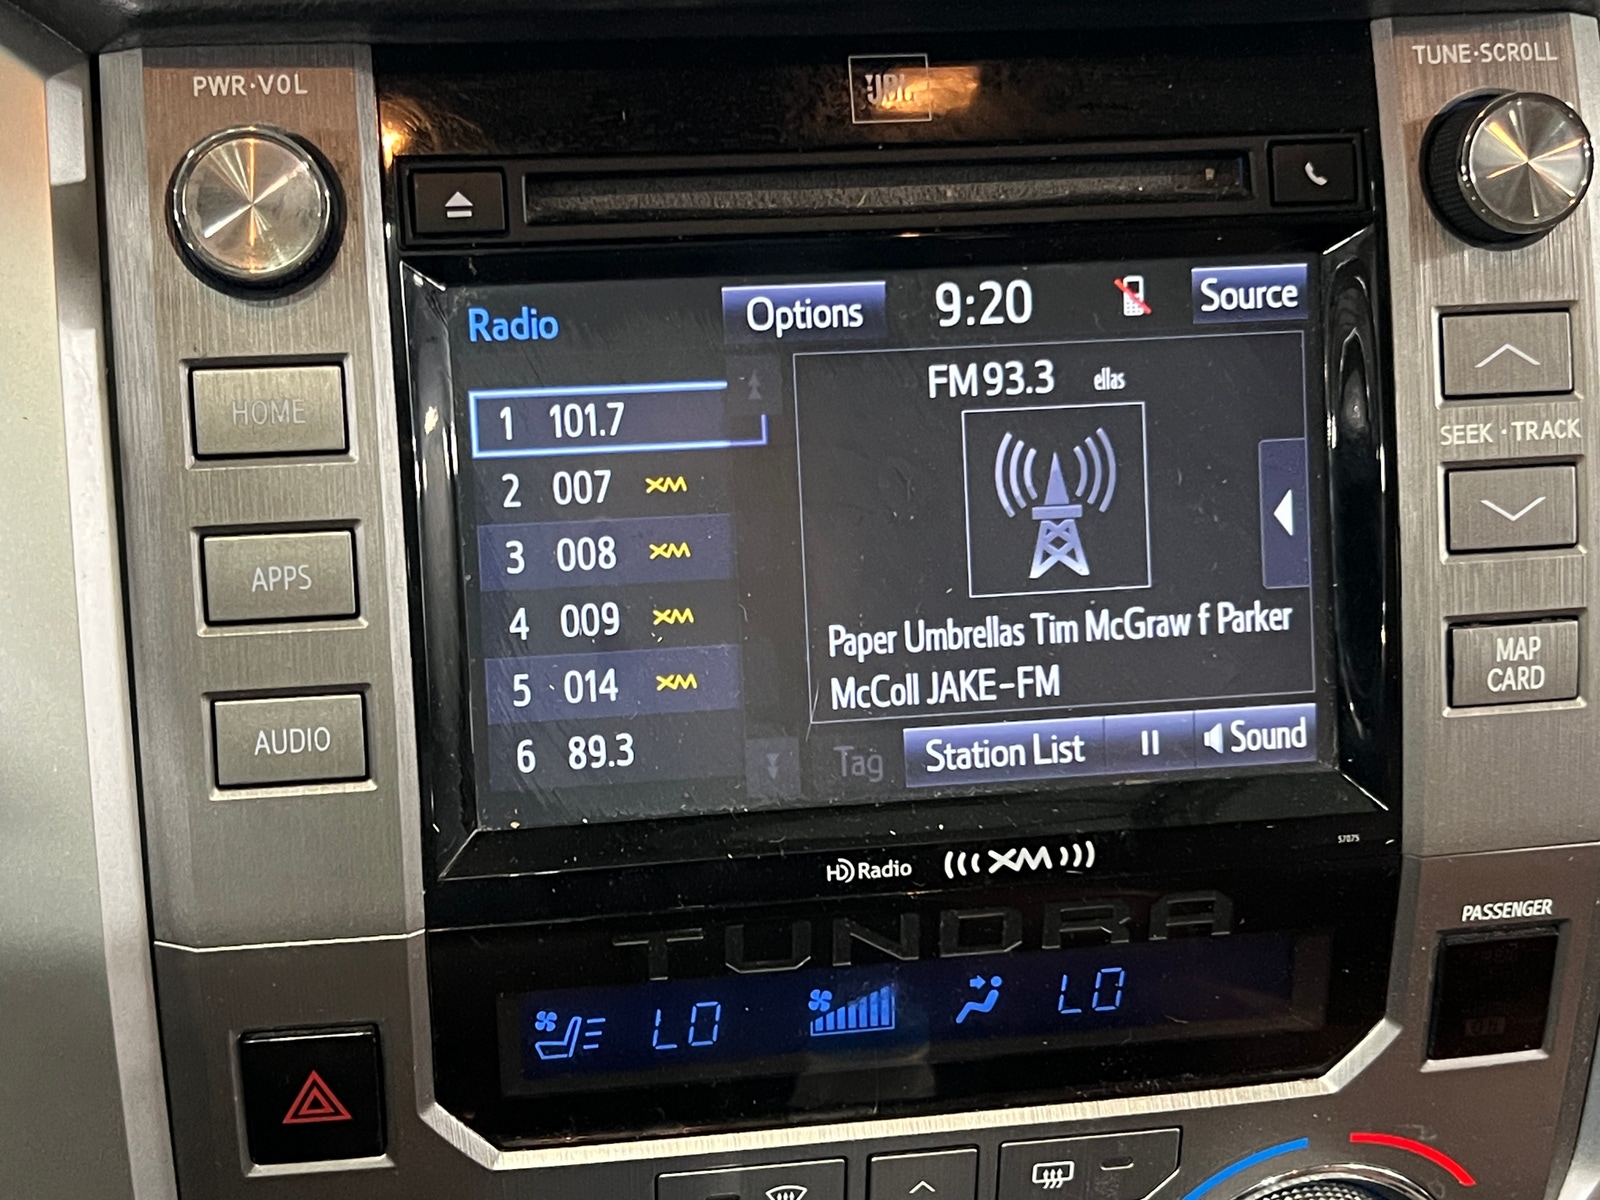 PWR·VOL
JBL
TUNE·SCROLL
Radio
Options
9:20
Source
FM 93.3 ellas
1 101.7
2 007 XM
3 008 XM
4 009 XM
5 014 XM
6 89.3
Paper Umbrellas Tim McGraw f Parker
McColl JAKE-FM
Tag
Station List
Sound
HOME
APPS
AUDIO
SEEK · TRACK
MAP
CARD
HD Radio
XM
57075
TUNDRA
LO
LO
PASSENGER